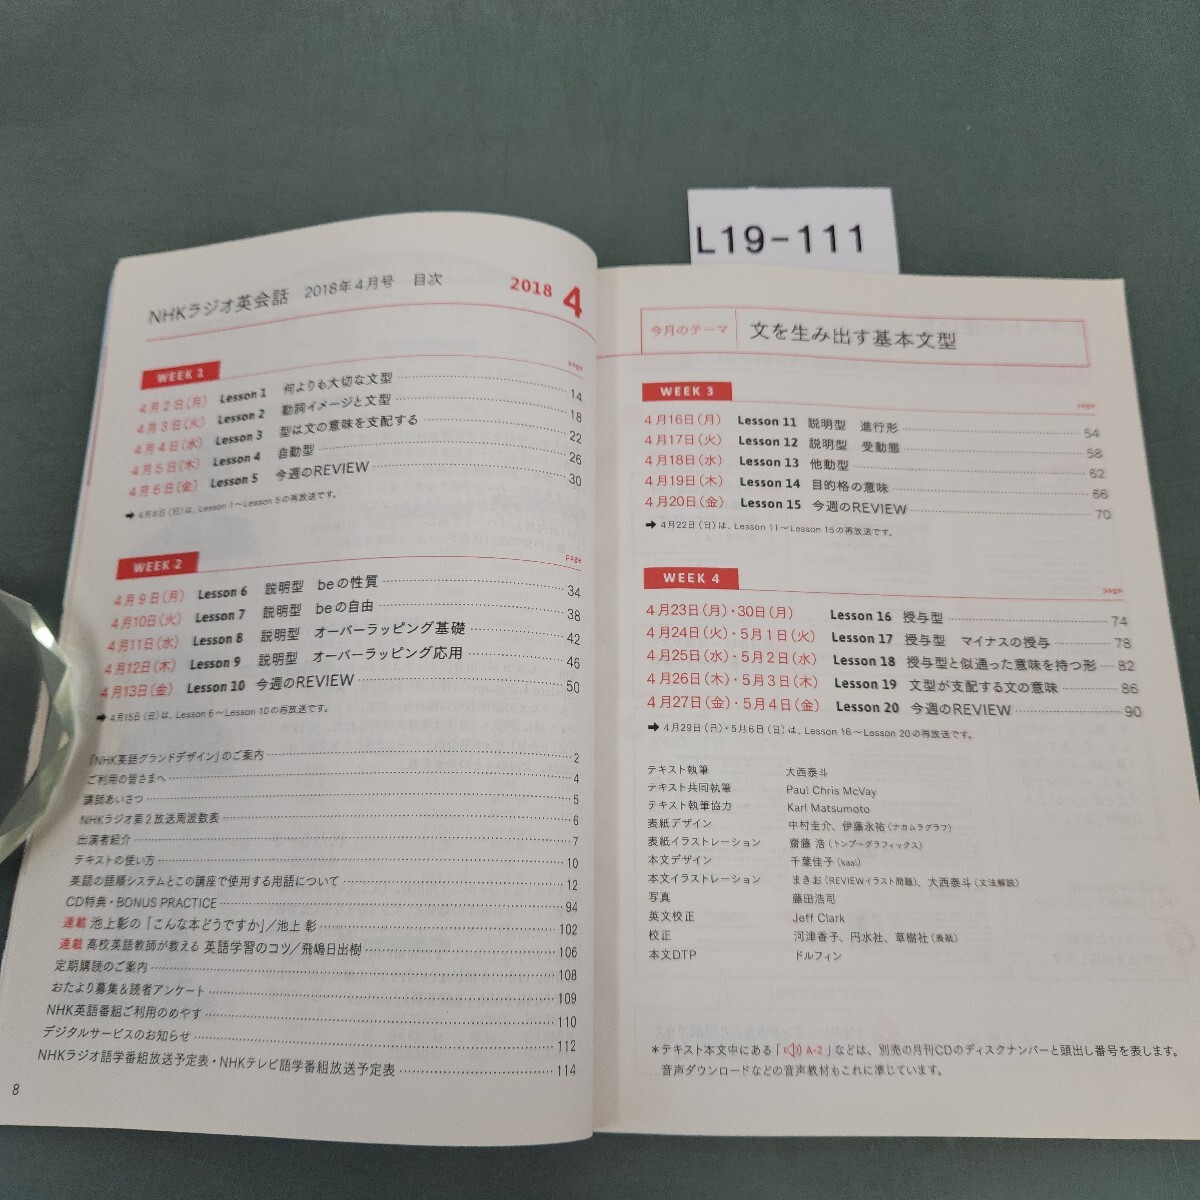 L19-111
NHKラジオ英会話 2018年4月号 目次
2018 4
WEEK 1
page
4月2日(月) Lesson 1 何よりも大切な文型 14
4月3日(火) Lesson 2 動詞イメージと文型 18
4月4日(水) Lesson 3 型は文の意味を支配する 22
4月5日(木) Lesson 4 自動型 26
4月6日(金) Lesson 5 今週のREVIEW 30
➡ 4月8日(日)は、Lesson 1~Lesson 5の再放送です。
WEEK 2
page
4月9日(月) Lesson 6 説明型 beの性質 34
4月10日(火) Lesson 7 説明型 beの自由 38
4月11日(水) Lesson 8 説明型 オーバーラッピング基礎 42
4月12日(木) Lesson 9 説明型 オーバーラッピング応用 46
4月13日(金) Lesson 10 今週のREVIEW 50
➡ 4月15日(日)は、Lesson 6~Lesson 10の再放送です。
「NHK英語グランドデザイン」のご案内 2
ご利用の皆さまへ 4
講師あいさつ 5
NHKラジオ第2放送周波数表 6
出演者紹介 7
テキストの使い方 10
英語の語順システムとこの講座で使用する用語について 12
CD特典・BONUS PRACTICE 94
連載 池上彰の「こんな本どうですか」/池上 彰 102
連載 高校英語教師が教える 英語学習のコツ/飛嶋日出樹 106
定期購読のご案内 108
おたより募集&読者アンケート 109
NHK英語番組ご利用のめやす 110
デジタルサービスのお知らせ 112
NHKラジオ語学番組放送予定表・NHKテレビ語学番組放送予定表 114
8
今月のテーマ 文を生み出す基本文型
WEEK 3
page
4月16日(月) Lesson 11 説明型 進行形 54
4月17日(火) Lesson 12 説明型 受動態 58
4月18日(水) Lesson 13 他動型 62
4月19日(木) Lesson 14 目的格の意味 66
4月20日(金) Lesson 15 今週のREVIEW 70
➡ 4月22日(日)は、Lesson 11~Lesson 15の再放送です。
WEEK 4
page
4月23日(月)・30日(月) Lesson 16 授与型 74
4月24日(火)・5月1日(火) Lesson 17 授与型 マイナスの授与 78
4月25日(水)・5月2日(水) Lesson 18 授与型と似通った意味を持つ形 82
4月26日(木)・5月3日(木) Lesson 19 文型が支配する文の意味 86
4月27日(金)・5月4日(金) Lesson 20 今週のREVIEW 90
➡ 4月29日(日)・5月6日(日)は、Lesson 16~Lesson 20の再放送です。
テキスト執筆 大西泰斗
テキスト共同執筆 Paul Chris McVay
テキスト執筆協力 Karl Matsumoto
表紙デザイン 中村圭介、伊藤永祐(ナカムラグラフ)
表紙イラストレーション 齋藤 浩(トンプーグラフィックス)
本文デザイン 千葉佳子(kasi)
本文イラストレーション まきお(REVIEWイラスト問題)、大西泰斗(文法解説)
写真 藤田浩司
英文校正 Jeff Clark
校正 河津香子、円水社、草樹社(表紙)
本文DTP ドルフィン
*テキスト本文中にある「 A-2 」などは、別売の月刊CDのディスクナンバーと頭出し番号を表します。
音声ダウンロードなどの音声教材もこれに準じています。